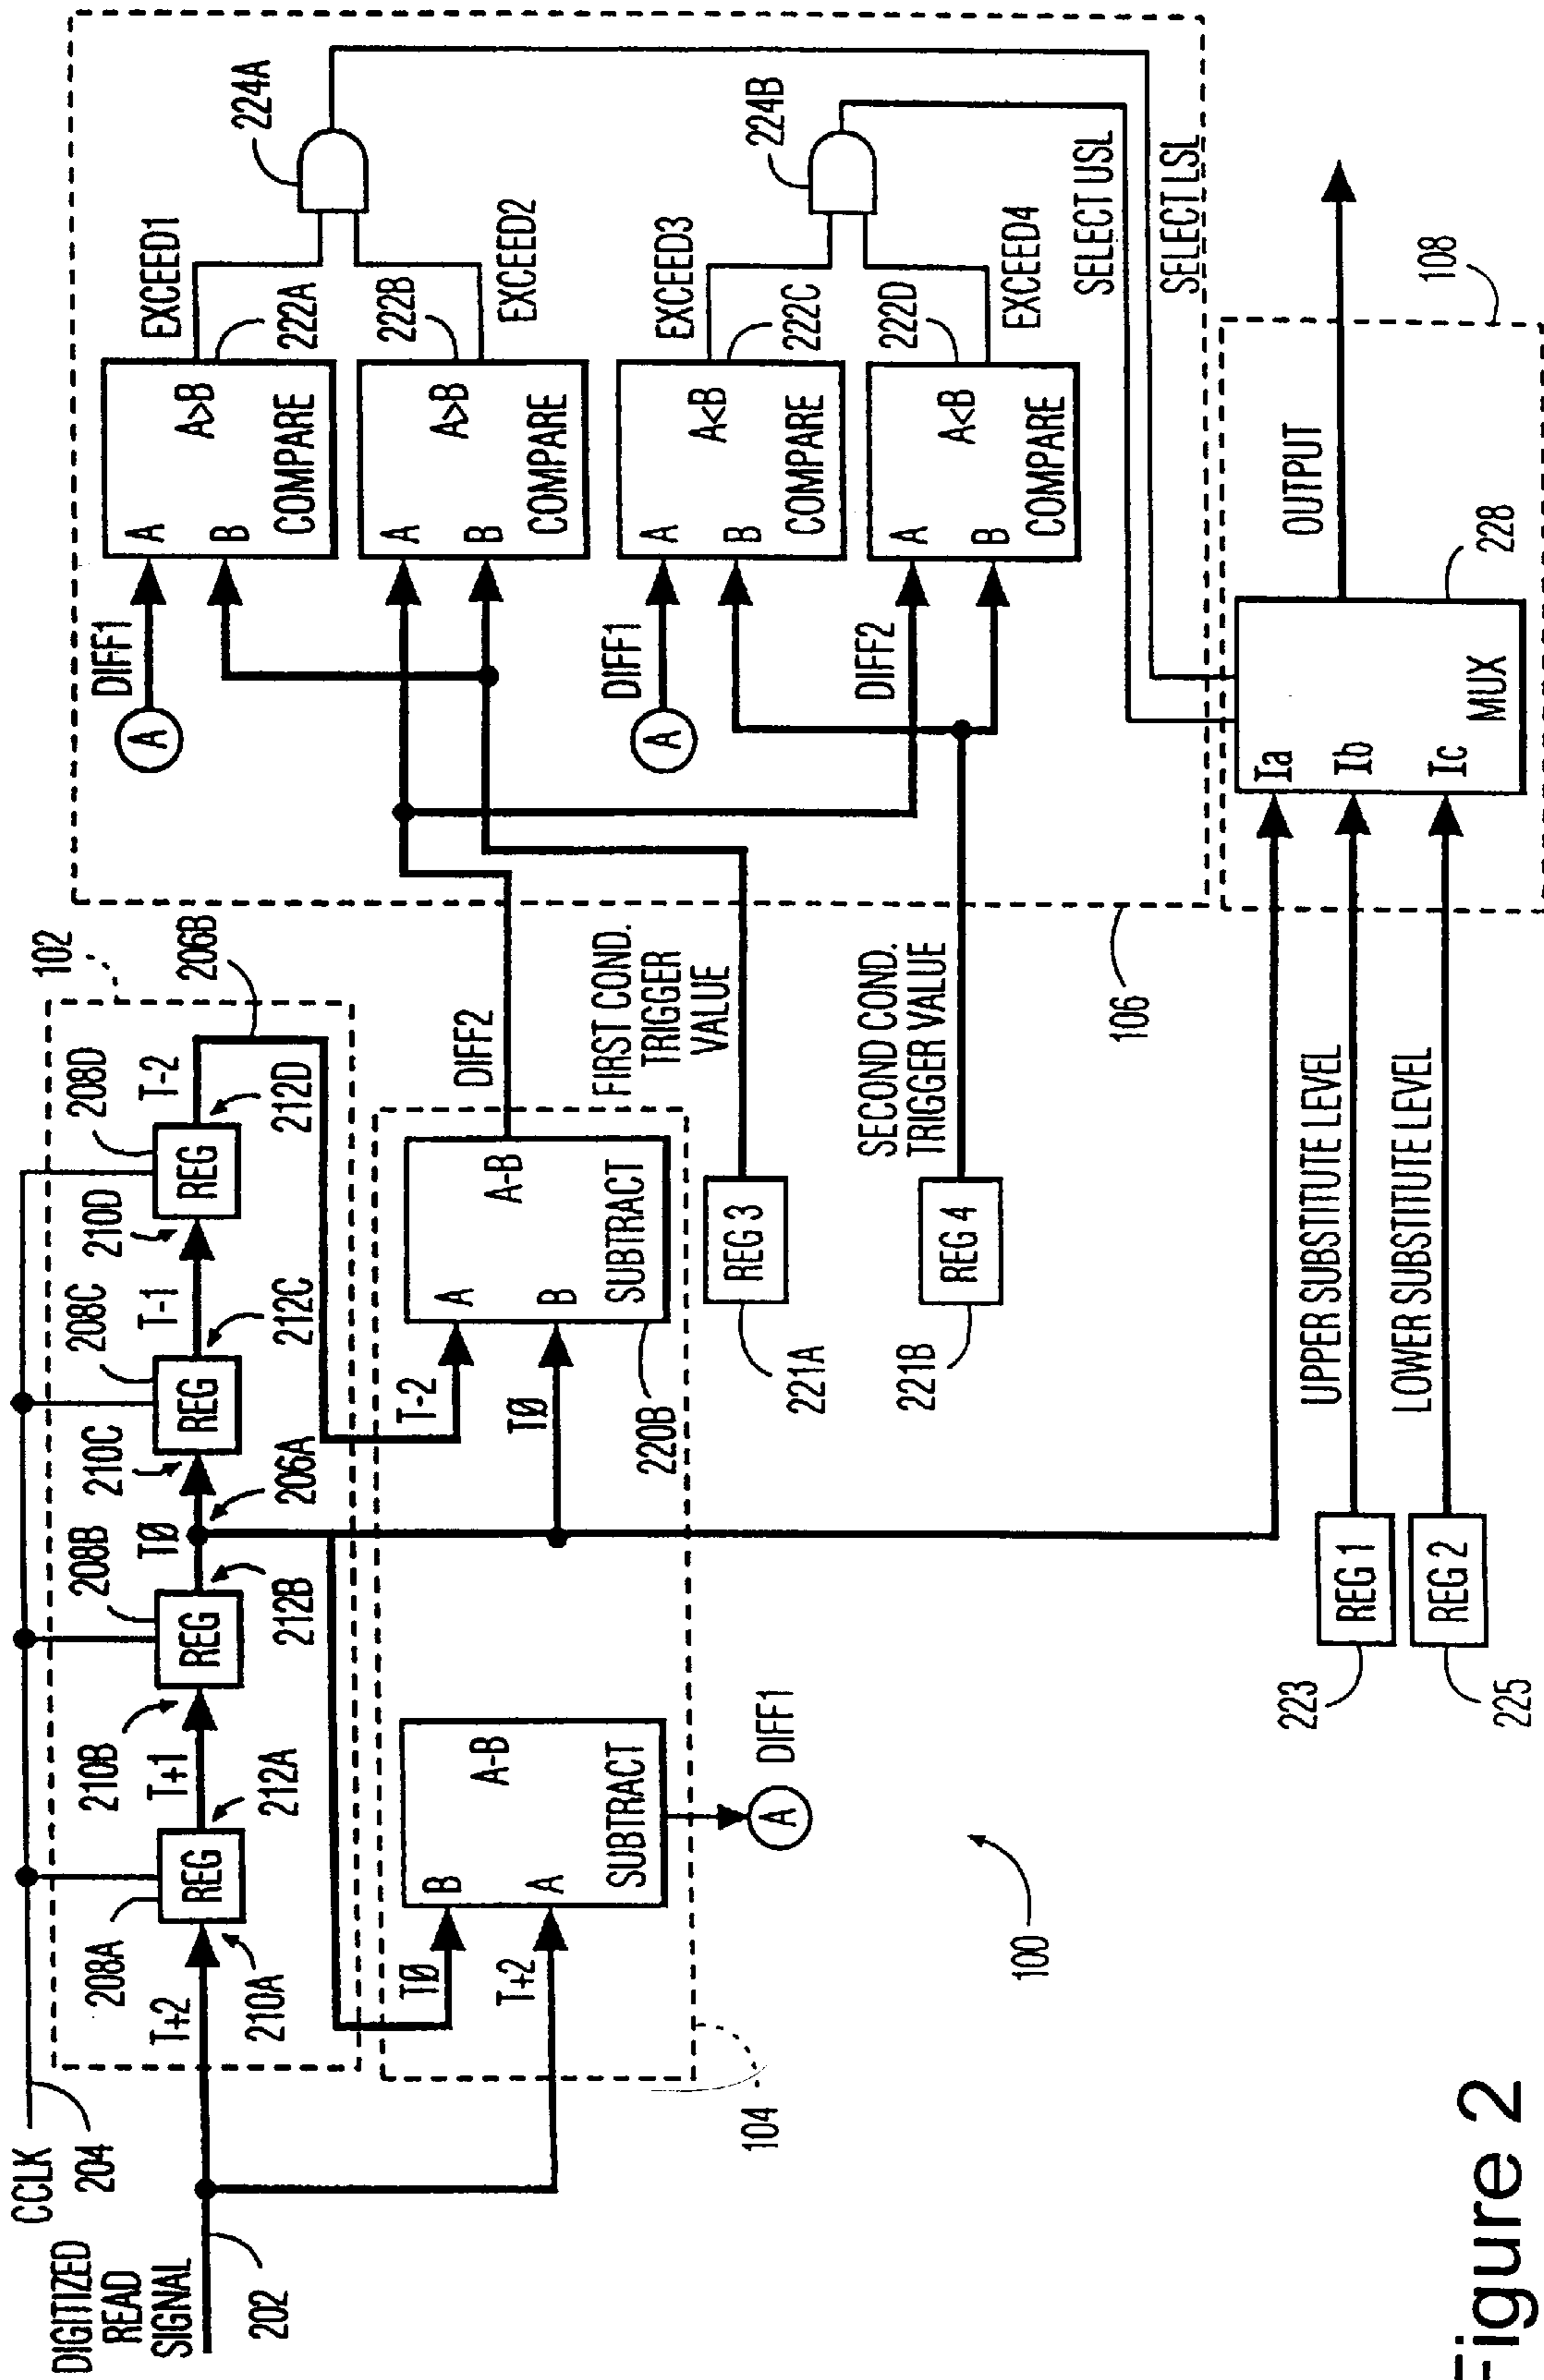 CCLK
204
DIGITIZED
READ
SIGNAL
202
102
208A
REG
210A
212A
T+2
T+1
210B
208B
REG
212B
TØ
206A
210C
208C
REG
212C
T-1
210D
208D
REG
212D
T-2
206B
104
TØ
B
T+2
A
A-B
SUBTRACT
A
DIFF1
T-2
A
TØ
B
A-B
SUBTRACT
220B
DIFF2
FIRST COND.
TRIGGER
VALUE
REG 3
221A
SECOND COND.
TRIGGER VALUE
REG 4
221B
106
A
DIFF1
A
B
A>B
COMPARE
222A
EXCEED1
A
B
A>B
COMPARE
222B
EXCEED2
224A
A
DIFF1
A
B
A<B
COMPARE
222C
EXCEED3
DIFF2
A
B
A<B
COMPARE
222D
EXCEED4
224B
SELECT USL
SELECT LSL
108
Ia
Ib
Ic
MUX
228
OUTPUT
UPPER SUBSTITUTE LEVEL
REG 1
223
LOWER SUBSTITUTE LEVEL
REG 2
225
100
Figure 2